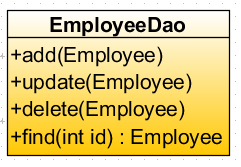 EmployeeDao
+add(Employee)
+update(Employee)
+delete(Employee)
+find(int id) : Employee